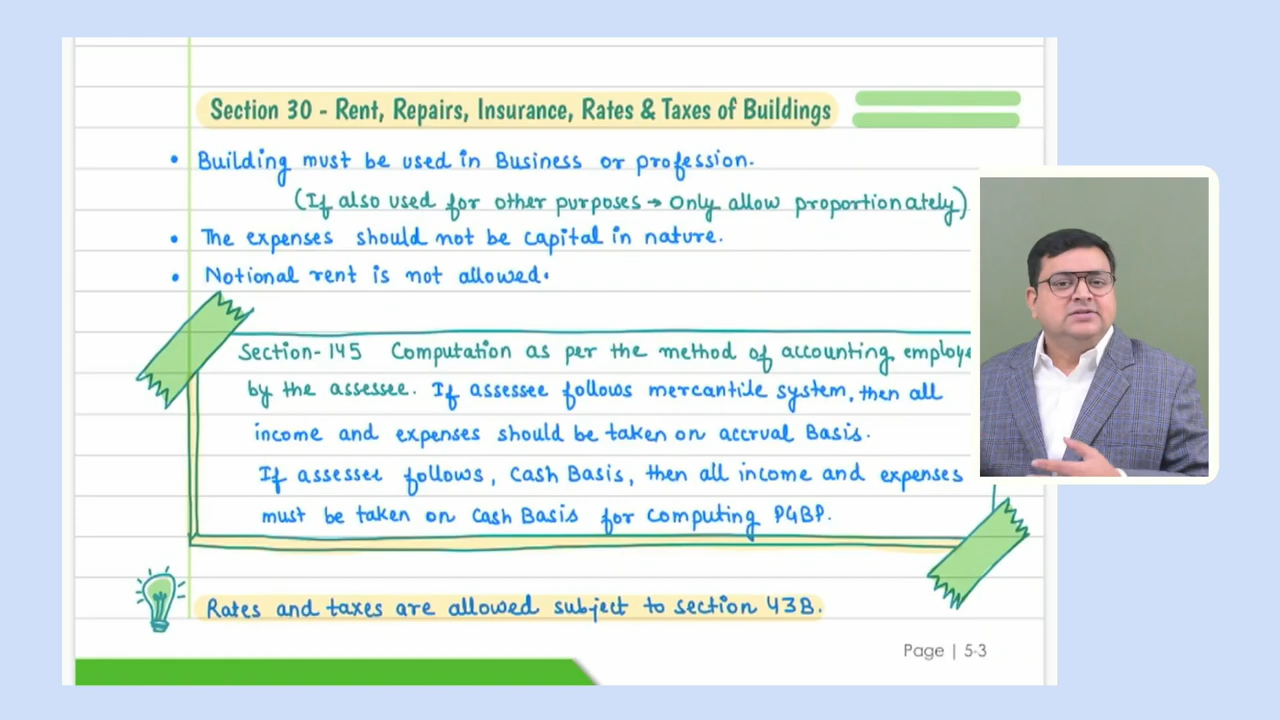 Section 30 - Rent, Repairs, Insurance, Rates & Taxes of Buildings
• Building must be used in Business or profession.
(If also used for other purposes → Only allow proportionately)
• The expenses should not be capital in nature.
• Notional rent is not allowed.
Section-145 Computation as per the method of accounting employe
by the assessee. If assessee follows mercantile system, then all
income and expenses should be taken on accrual Basis.
If assessee follows, Cash Basis, then all income and expenses
must be taken on Cash Basis for computing PGBP.
Rates and taxes are allowed subject to section 43B.
Page | 5-3